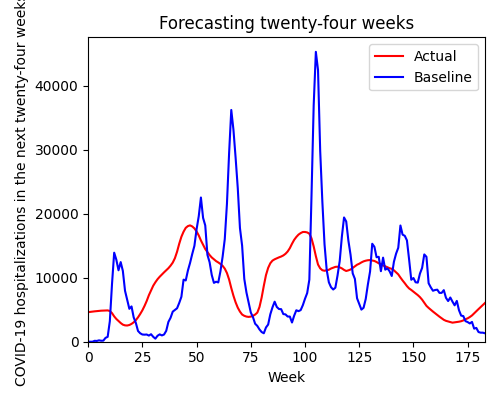 Forecasting twenty-four weeks
COVID-19 hospitalizations in the next twenty-four weeks
40000
30000
20000
10000
0
0 25 50 75 100 125 150 175
Week
Actual
Baseline